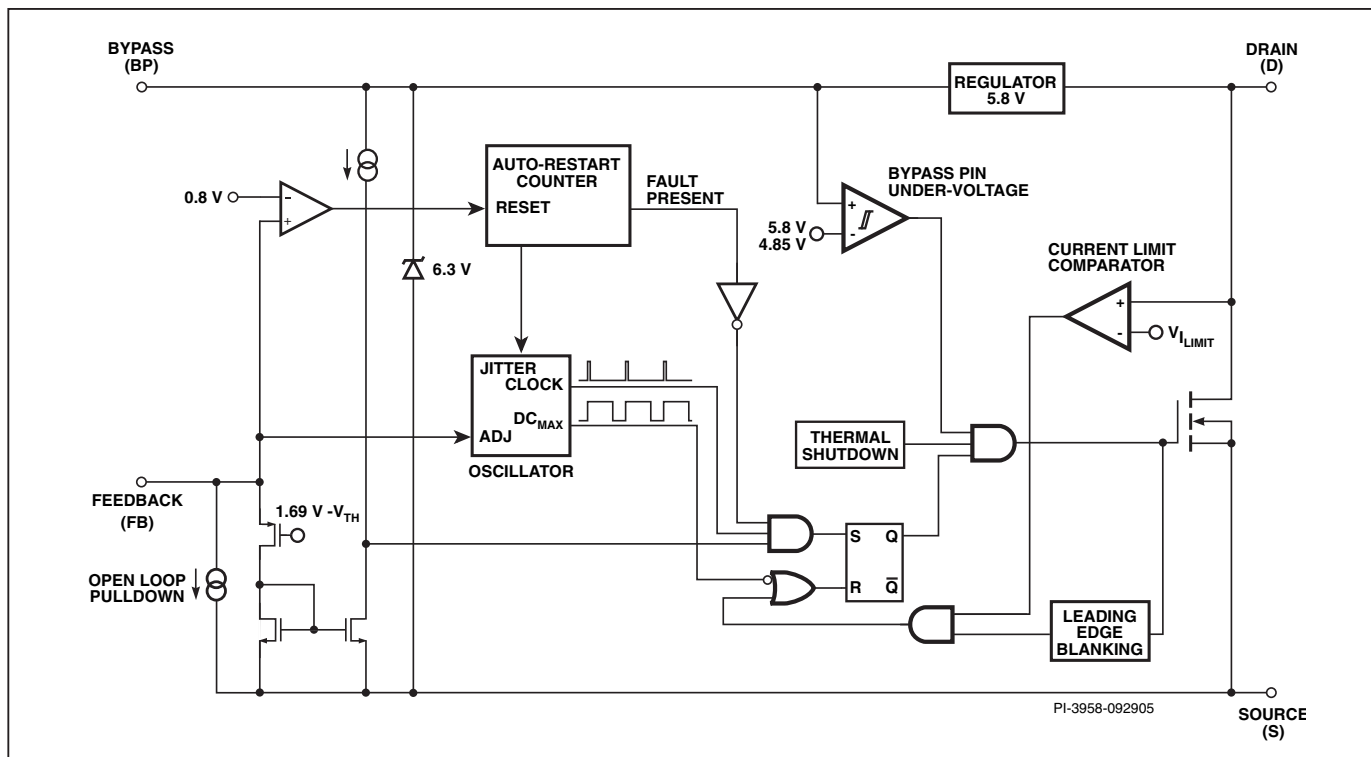 BYPASS
(BP)
DRAIN
(D)
REGULATOR
5.8 V
AUTO-RESTART
COUNTER
RESET
FAULT
PRESENT
0.8 V
-
+
BYPASS PIN
UNDER-VOLTAGE
+
-
5.8 V
4.85 V
6.3 V
CURRENT LIMIT
COMPARATOR
+
-
VILIMIT
JITTER
CLOCK
DCMAX
ADJ
OSCILLATOR
THERMAL
SHUTDOWN
FEEDBACK
(FB)
1.69 V -VTH
OPEN LOOP
PULLDOWN
S Q
R Q̅
LEADING
EDGE
BLANKING
PI-3958-092905
SOURCE
(S)